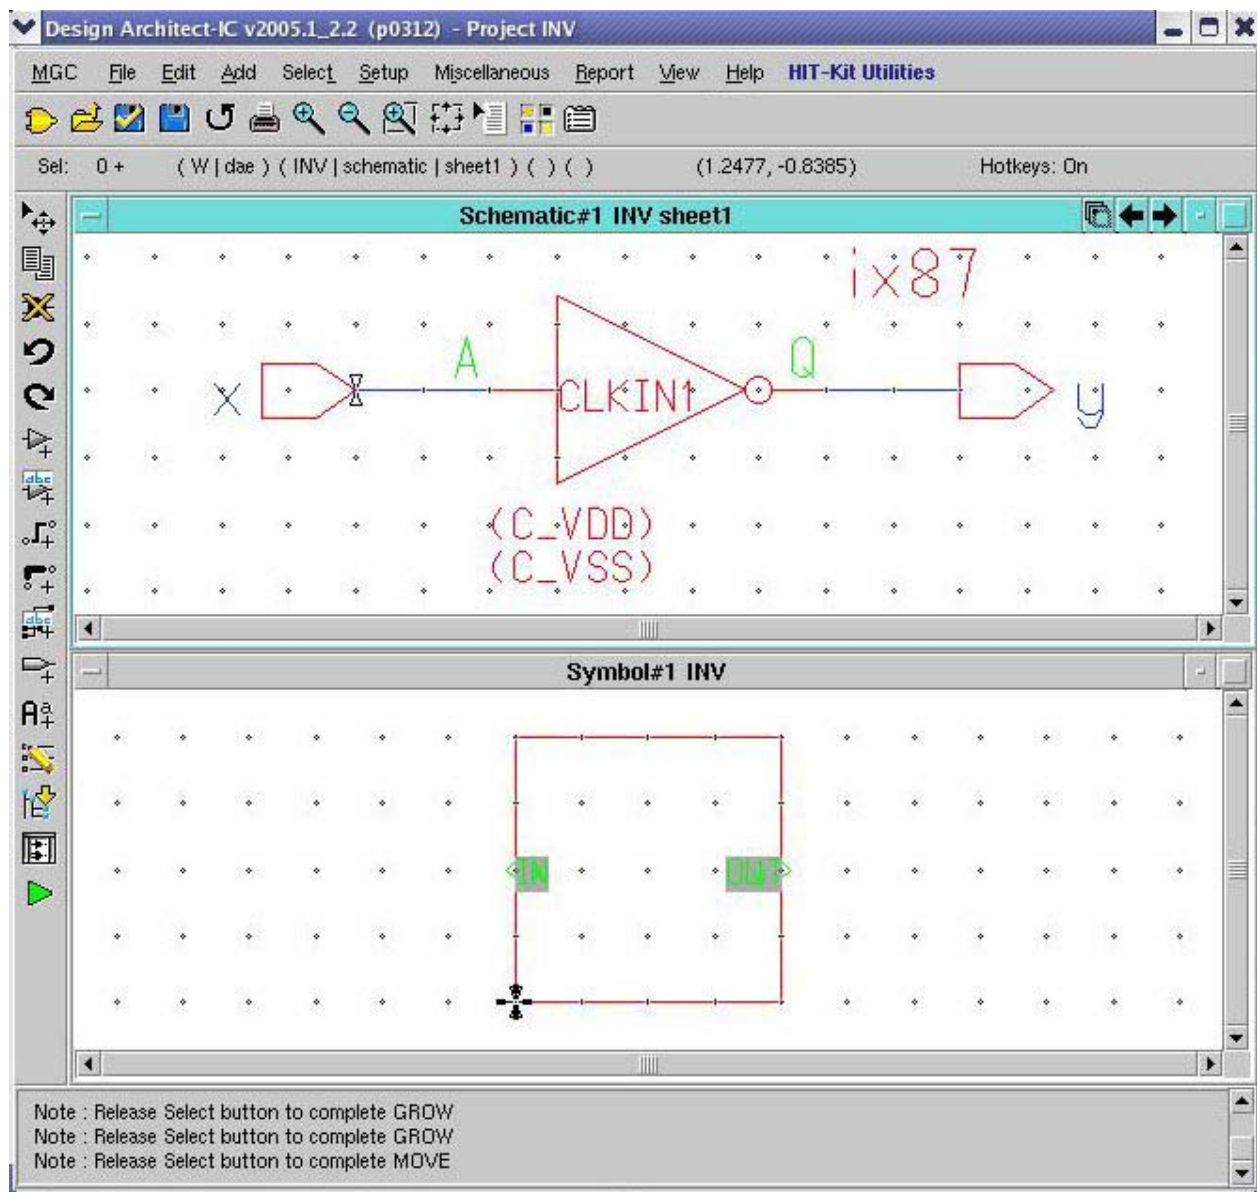 Design Architect-IC v2005.1_2.2 (p0312) - Project INV
MGC File Edit Add Select Setup Miscellaneous Report View Help HIT-Kit Utilities
Sel: 0 + ( W | dae ) ( INV | schematic | sheet1 ) ( ) ( ) (1.2477, -0.8385) Hotkeys: On
Schematic#1 INV sheet1
ix87
A Q
x CLKIN1 y
(C_VDD)
(C_VSS)
Symbol#1 INV
IN OUT
Note : Release Select button to complete GROW
Note : Release Select button to complete GROW
Note : Release Select button to complete MOVE